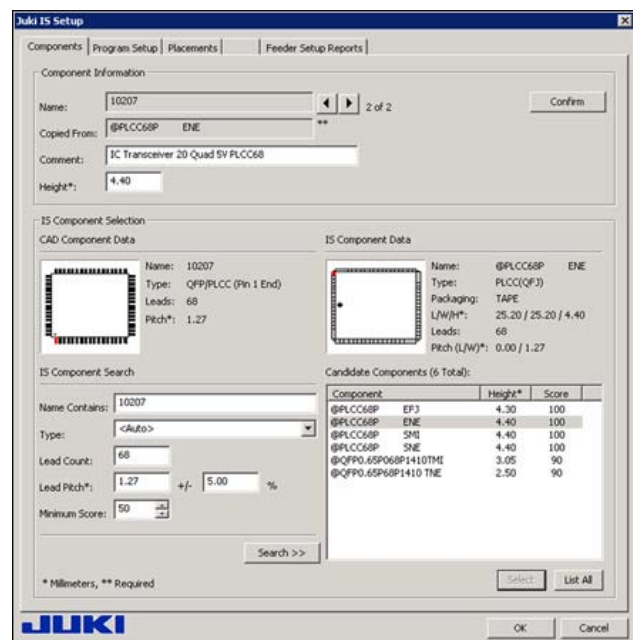 Juki IS Setup
Components Program Setup Placements Feeder Setup Reports
Component Information
Name: 10207 2 of 2 Confirm
Copied From: @PLCC68P ENE **
Comment: IC Transceiver 20 Quad 5V PLCC68
Height*: 4.40
IS Component Selection
CAD Component Data
Name: 10207
Type: QFP/PLCC (Pin 1 End)
Leads: 68
Pitch*: 1.27
IS Component Data
Name: @PLCC68P ENE
Type: PLCC(QFJ)
Packaging: TAPE
L/W/H*: 25.20 / 25.20 / 4.40
Leads: 68
Pitch (L/W)*: 0.00 / 1.27
IS Component Search
Name Contains: 10207
Type: <Auto>
Lead Count: 68
Lead Pitch*: 1.27 +/- 5.00 %
Minimum Score: 50
Search >>
* Millimeters, ** Required
Candidate Components (6 Total):
Component Height* Score
@PLCC68P EFJ 4.30 100
@PLCC68P ENE 4.40 100
@PLCC68P SMI 4.40 100
@PLCC68P SNE 4.40 100
@QFP0.65P068P1410TMI 3.05 90
@QFP0.65P68P1410 TNE 2.50 90
Select List All
JUKI
OK Cancel